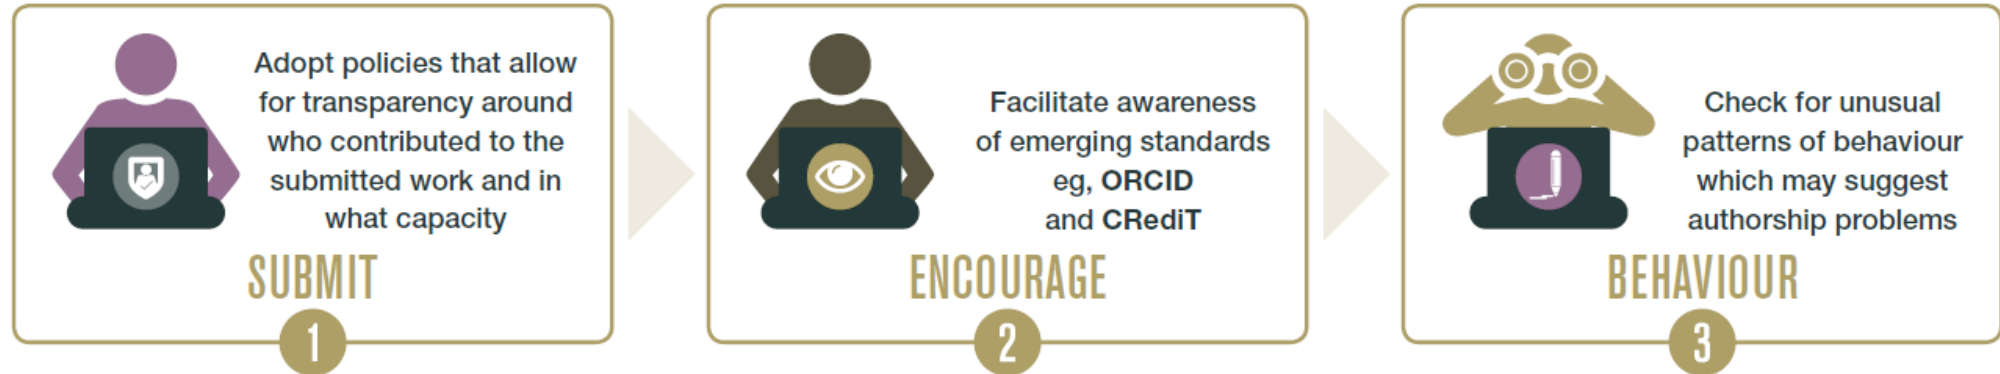 Adopt policies that allow
for transparency around
who contributed to the
submitted work and in
what capacity
SUBMIT
1
Facilitate awareness
of emerging standards
eg, ORCID
and CRediT
ENCOURAGE
2
Check for unusual
patterns of behaviour
which may suggest
authorship problems
BEHAVIOUR
3